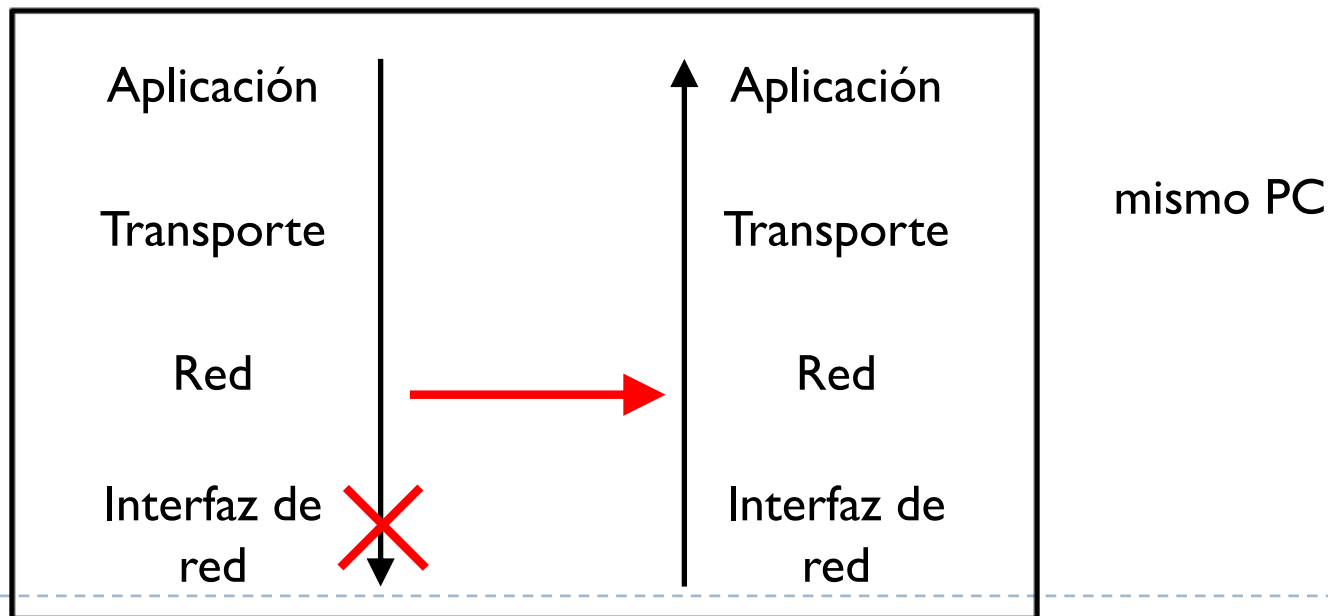 Aplicación
Transporte
Red
Interfaz de
red
Aplicación
Transporte
Red
Interfaz de
red
mismo PC